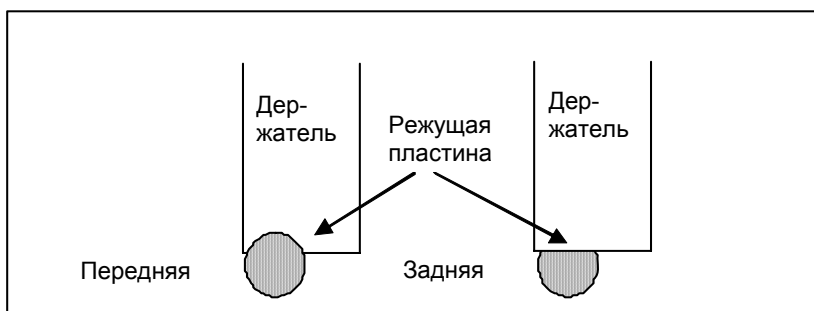 Дер-
жатель
Режущая
пластина
Дер-
жатель
Передняя
Задняя